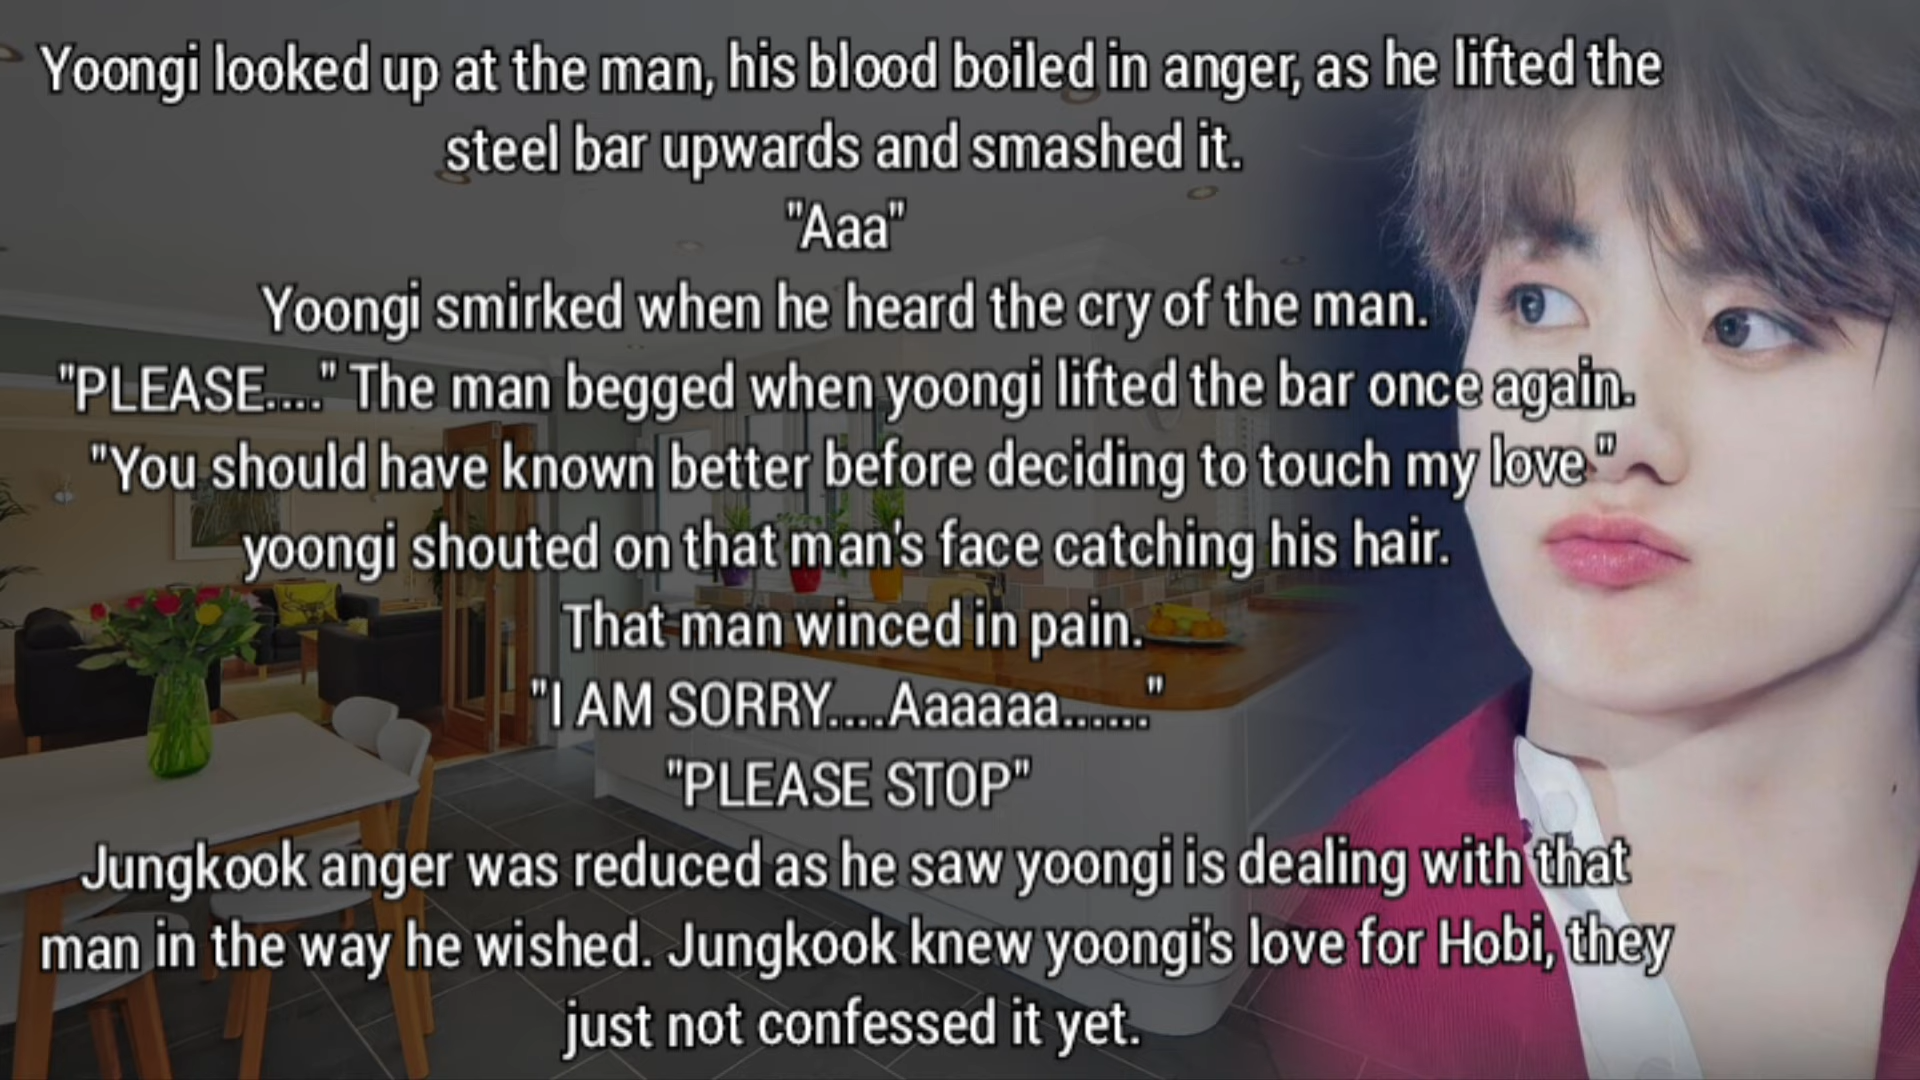 Yoongi looked up at the man, his blood boiled in anger, as he lifted the
steel bar upwards and smashed it.
"Aaa"
Yoongi smirked when he heard the cry of the man.
"PLEASE...." The man begged when yoongi lifted the bar once again.
"You should have known better before deciding to touch my love."
yoongi shouted on that man's face catching his hair.
That man winced in pain.
"I AM SORRY....Aaaaaa......"
"PLEASE STOP"
Jungkook anger was reduced as he saw yoongi is dealing with that
man in the way he wished. Jungkook knew yoongi's love for Hobi, they
just not confessed it yet.